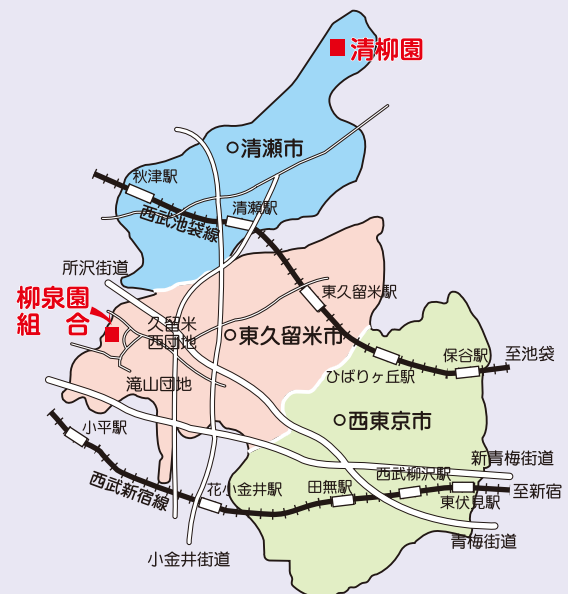 清柳園
清瀬市
秋津駅
西武池袋線
清瀬駅
所沢街道
柳泉園
組 合
久留米
西団地
東久留米駅
東久留米市
滝山団地
ひばりヶ丘駅
保谷駅
至池袋
西東京市
小平駅
新青梅街道
西武新宿線
花小金井駅
田無駅
西武柳沢駅
東伏見駅
至新宿
小金井街道
青梅街道